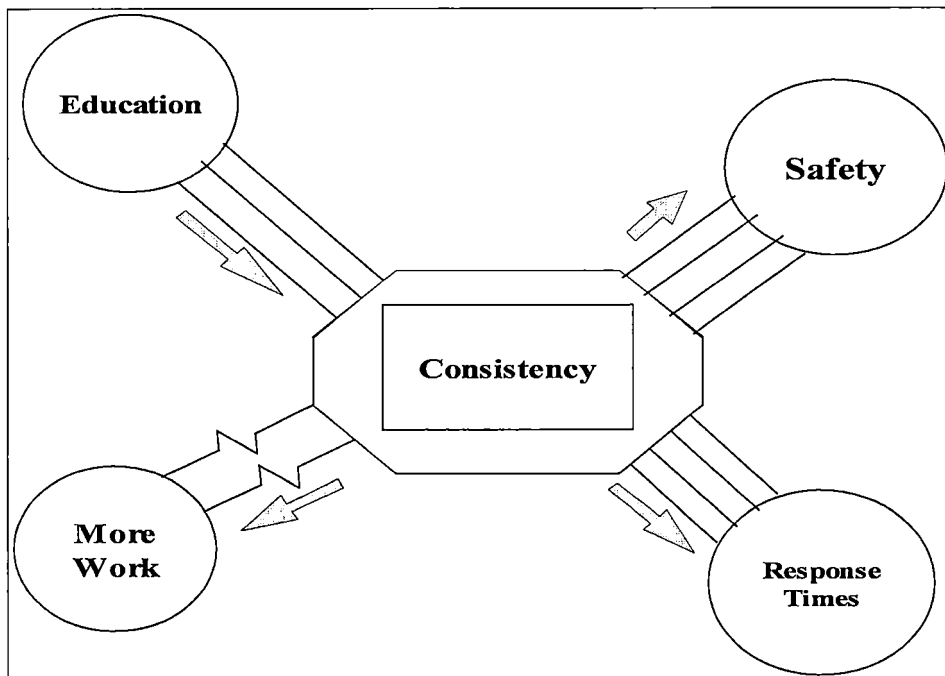 Education
Safety
Consistency
More
Work
Response
Times